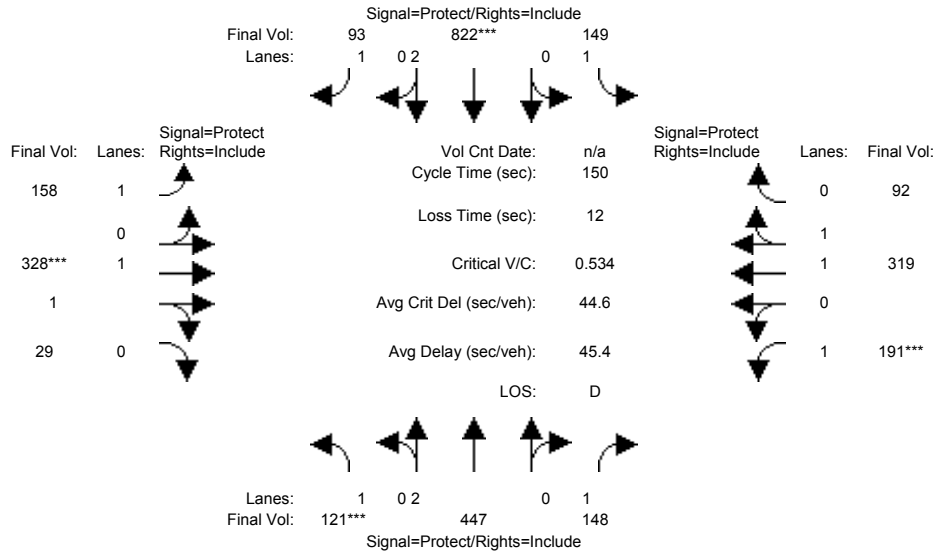 Signal=Protect/Rights=Include
Final Vol: 93 822*** 149
Lanes: 1 0 2 0 1
Signal=Protect
Final Vol: Lanes: Rights=Include
Vol Cnt Date: n/a
Signal=Protect
Rights=Include Lanes: Final Vol:
Cycle Time (sec): 150
158 1
0 92
Loss Time (sec): 12
0
1
328*** 1
Critical V/C: 0.534
1 319
1
Avg Crit Del (sec/veh): 44.6
0
29 0
Avg Delay (sec/veh): 45.4
1 191***
LOS: D
Lanes: 1 0 2 0 1
Final Vol: 121*** 447 148
Signal=Protect/Rights=Include